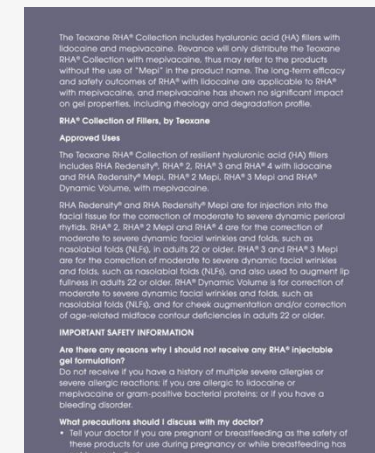 The Teoxane RHA® Collection includes hyaluronic acid (HA) fillers with
lidocaine and mepivacaine. Revance will only distribute the Teoxane
RHA® Collection with mepivacaine, thus may refer to the products
without the use of "Mepi" in the product name. The long-term efficacy
and safety outcomes of RHA® with lidocaine are applicable to RHA®
with mepivacaine, and mepivacaine has shown no significant impact
on gel properties, including rheology and degradation profile.
RHA® Collection of Fillers, by Teoxane
Approved Uses
The Teoxane RHA® Collection of resilient hyaluronic acid (HA) fillers
includes RHA Redensity®, RHA® 2, RHA® 3 and RHA® 4 with lidocaine
and RHA Redensity® Mepi, RHA® 2 Mepi, RHA® 3 Mepi and RHA®
Dynamic Volume, with mepivacaine.
RHA Redensity® and RHA Redensity® Mepi are for injection into the
facial tissue for the correction of moderate to severe dynamic perioral
rhytids. RHA® 2, RHA® 2 Mepi and RHA® 4 are for the correction of
moderate to severe dynamic facial wrinkles and folds, such as
nasolabial folds (NLFs), in adults 22 or older. RHA® 3 and RHA® 3 Mepi
are for the correction of moderate to severe dynamic facial wrinkles
and folds, such as nasolabial folds (NLFs), and also used to augment lip
fullness in adults 22 or older. RHA® Dynamic Volume is for correction of
moderate to severe dynamic facial wrinkles and folds, such as
nasolabial folds (NLFs), and for cheek augmentation and/or correction
of age-related midface contour deficiencies in adults 22 or older.
IMPORTANT SAFETY INFORMATION
Are there any reasons why I should not receive any RHA® injectable
gel formulation?
Do not receive if you have a history of multiple severe allergies or
severe allergic reactions; if you are allergic to lidocaine or
mepivacaine or gram-positive bacterial proteins; or if you have a
bleeding disorder.
What precautions should I discuss with my doctor?
• Tell your doctor if you are pregnant or breastfeeding as the safety of
these products for use during pregnancy or while breastfeeding has